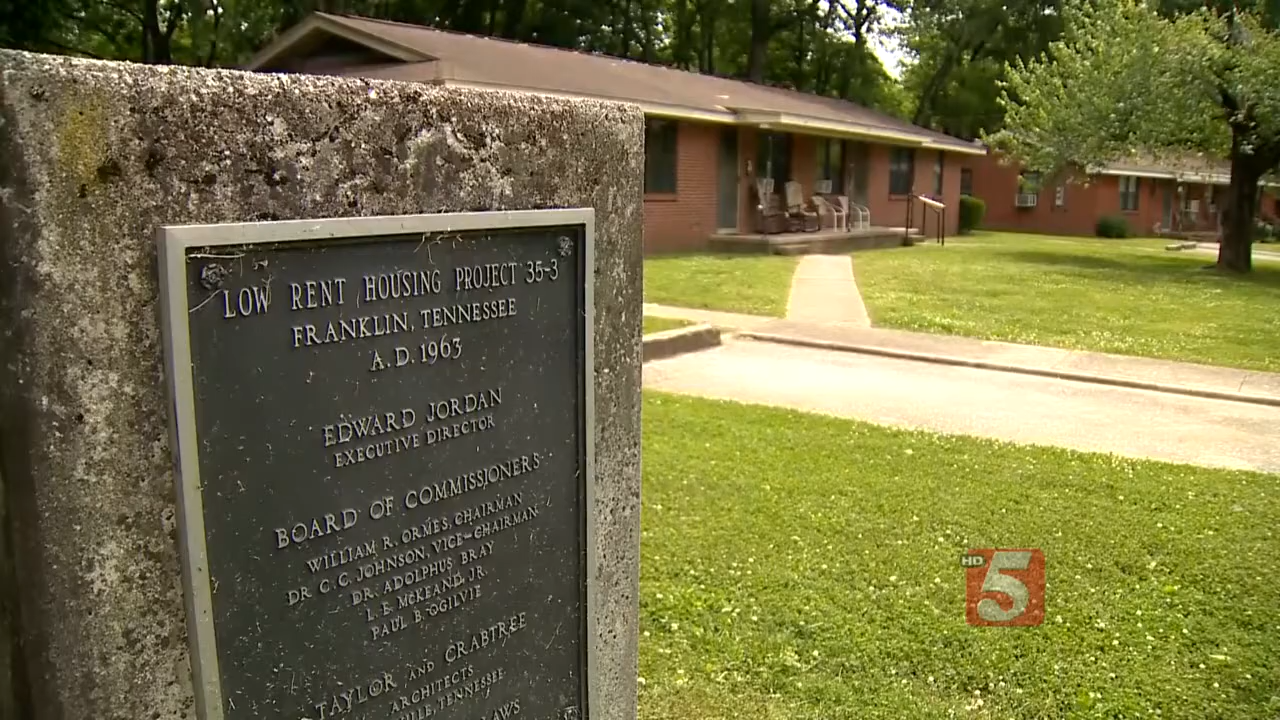 LOW RENT HOUSING PROJECT 35-3
FRANKLIN, TENNESSEE
A.D. 1963
EDWARD JORDAN
EXECUTIVE DIRECTOR
BOARD OF COMMISSIONERS
WILLIAM R. ORMES, CHAIRMAN
DR. C. C. JOHNSON, VICE-CHAIRMAN
DR. ADOLPHUS BRAY
L. E. McKEAND, JR.
PAUL B. OGILVIE
TAYLOR AND CRABTREE
ARCHITECTS
TENNESSEE
HD 5